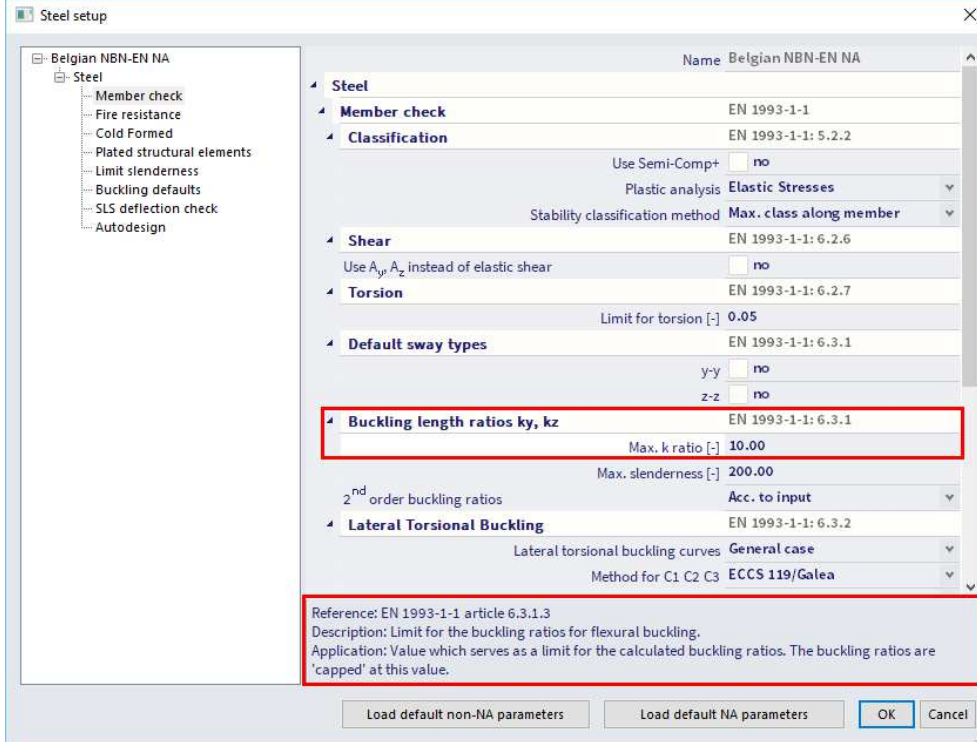 Steel setup
Belgian NBN-EN NA
Steel
Member check
Fire resistance
Cold Formed
Plated structural elements
Limit slenderness
Buckling defaults
SLS deflection check
Autodesign
Name Belgian NBN-EN NA
Steel
Member check EN 1993-1-1
Classification EN 1993-1-1: 5.2.2
Use Semi-Comp+ no
Plastic analysis Elastic Stresses
Stability classification method Max. class along member
Shear EN 1993-1-1: 6.2.6
Use Ay, Az instead of elastic shear no
Torsion EN 1993-1-1: 6.2.7
Limit for torsion [-] 0.05
Default sway types EN 1993-1-1: 6.3.1
y-y no
z-z no
Buckling length ratios ky, kz EN 1993-1-1: 6.3.1
Max. k ratio [-] 10.00
Max. slenderness [-] 200.00
2nd order buckling ratios Acc. to input
Lateral Torsional Buckling EN 1993-1-1: 6.3.2
Lateral torsional buckling curves General case
Method for C1 C2 C3 ECCS 119/Galea
Reference: EN 1993-1-1 article 6.3.1.3
Description: Limit for the buckling ratios for flexural buckling.
Application: Value which serves as a limit for the calculated buckling ratios. The buckling ratios are
'capped' at this value.
Load default non-NA parameters Load default NA parameters OK Cancel